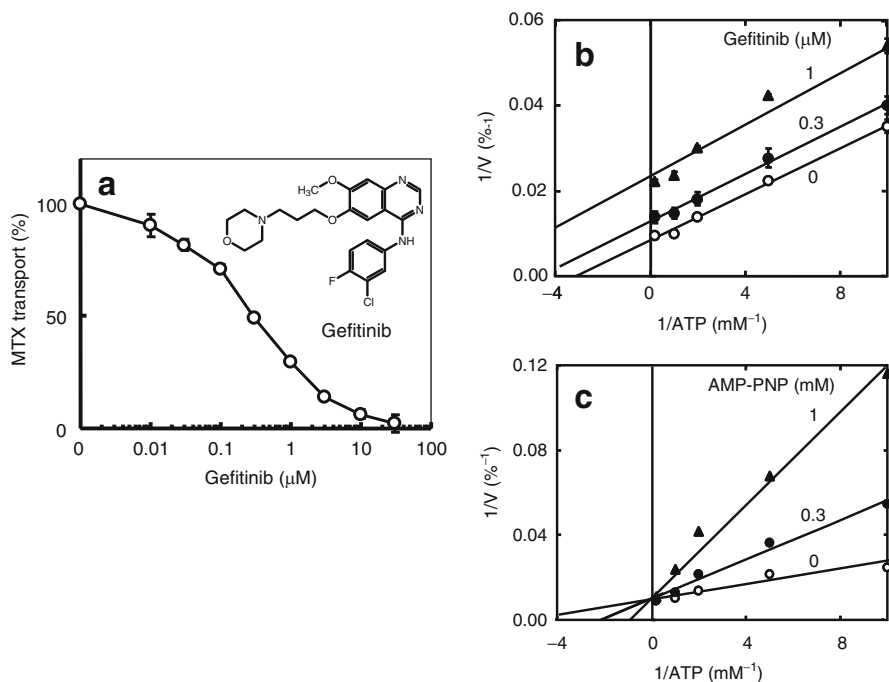 a
MTX transport (%)
100
50
0
H₃C
O
N
N
N
O
O
NH
F
Cl
Gefitinib
0 0.01 0.1 1 10 100
Gefitinib (μM)
b
Gefitinib (μM)
1/V (%-1)
0.06
0.04
0.02
0.00
1
0.3
0
−4 0 4 8
1/ATP (mM⁻¹)
c
AMP-PNP (mM)
1/V (%⁻¹)
0.12
0.08
0.04
0.00
1
0.3
0
−4 0 4 8
1/ATP (mM⁻¹)